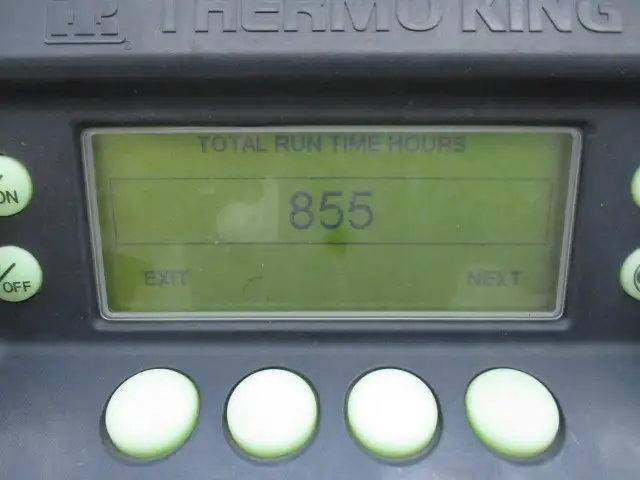 THERMO KING
TOTAL RUN TIME HOURS
ON
855
OFF
EXIT NEXT